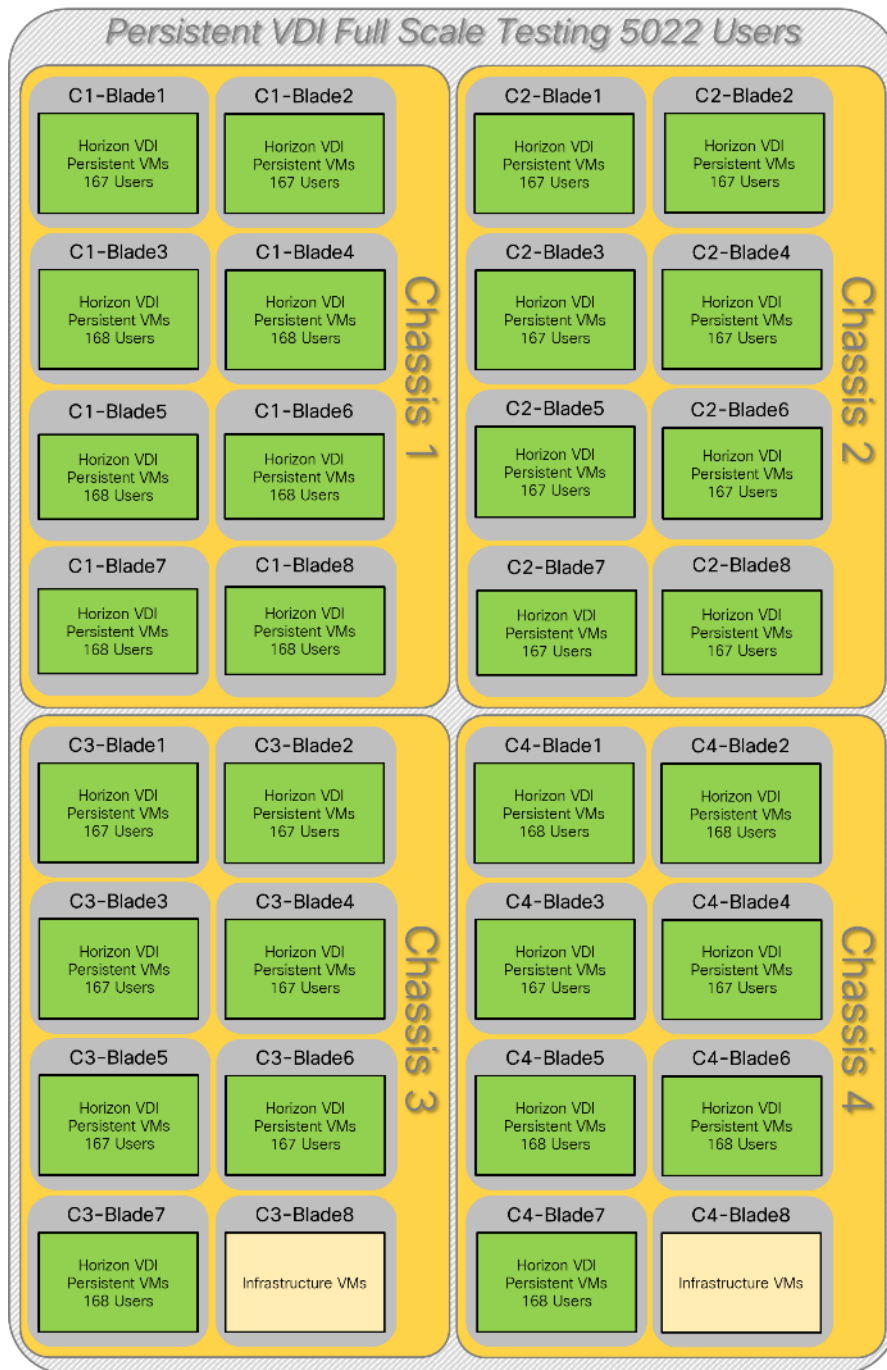 Persistent VDI Full Scale Testing 5022 Users
Chassis 1
C1-Blade1
Horizon VDI
Persistent VMs
167 Users
C1-Blade2
Horizon VDI
Persistent VMs
167 Users
C1-Blade3
Horizon VDI
Persistent VMs
168 Users
C1-Blade4
Horizon VDI
Persistent VMs
168 Users
C1-Blade5
Horizon VDI
Persistent VMs
168 Users
C1-Blade6
Horizon VDI
Persistent VMs
168 Users
C1-Blade7
Horizon VDI
Persistent VMs
168 Users
C1-Blade8
Horizon VDI
Persistent VMs
168 Users
Chassis 2
C2-Blade1
Horizon VDI
Persistent VMs
167 Users
C2-Blade2
Horizon VDI
Persistent VMs
167 Users
C2-Blade3
Horizon VDI
Persistent VMs
167 Users
C2-Blade4
Horizon VDI
Persistent VMs
167 Users
C2-Blade5
Horizon VDI
Persistent VMs
167 Users
C2-Blade6
Horizon VDI
Persistent VMs
167 Users
C2-Blade7
Horizon VDI
Persistent VMs
167 Users
C2-Blade8
Horizon VDI
Persistent VMs
167 Users
Chassis 3
C3-Blade1
Horizon VDI
Persistent VMs
167 Users
C3-Blade2
Horizon VDI
Persistent VMs
167 Users
C3-Blade3
Horizon VDI
Persistent VMs
167 Users
C3-Blade4
Horizon VDI
Persistent VMs
167 Users
C3-Blade5
Horizon VDI
Persistent VMs
167 Users
C3-Blade6
Horizon VDI
Persistent VMs
167 Users
C3-Blade7
Horizon VDI
Persistent VMs
168 Users
C3-Blade8
Infrastructure VMs
Chassis 4
C4-Blade1
Horizon VDI
Persistent VMs
168 Users
C4-Blade2
Horizon VDI
Persistent VMs
168 Users
C4-Blade3
Horizon VDI
Persistent VMs
167 Users
C4-Blade4
Horizon VDI
Persistent VMs
167 Users
C4-Blade5
Horizon VDI
Persistent VMs
168 Users
C4-Blade6
Horizon VDI
Persistent VMs
168 Users
C4-Blade7
Horizon VDI
Persistent VMs
168 Users
C4-Blade8
Infrastructure VMs